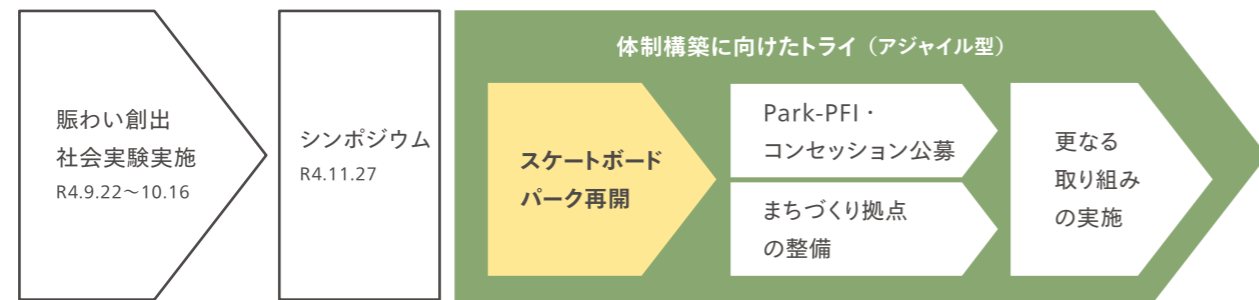 賑わい創出
社会実験実施
R4.9.22〜10.16
シンポジウム
R4.11.27
体制構築に向けたトライ（アジャイル型）
スケートボード
パーク再開
Park-PFI・
コンセッション公募
まちづくり拠点
の整備
更なる
取り組み
の実施